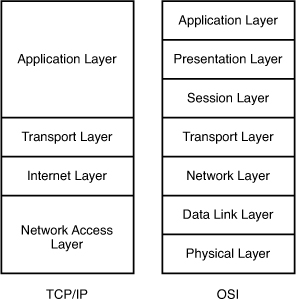 Application Layer
Transport Layer
Internet Layer
Network Access
Layer
TCP/IP
Application Layer
Presentation Layer
Session Layer
Transport Layer
Network Layer
Data Link Layer
Physical Layer
OSI